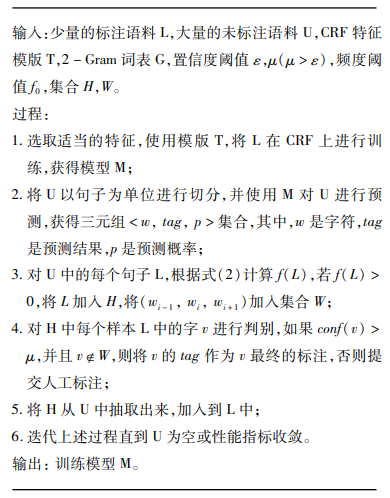 输入:少量的标注语料 L,大量的未标注语料 U,CRF 特征
模版 T,2 - Gram 词表 G,置信度阈值 ε,μ(μ > ε),频度阈
值 f₀,集合 H,W。
过程:
1. 选取适当的特征,使用模版 T,将 L 在 CRF 上进行训
练,获得模型 M;
2. 将 U 以句子为单位进行切分,并使用 M 对 U 进行预
测,获得三元组 < w, tag, p > 集合,其中,w 是字符,tag
是预测结果,p 是预测概率;
3. 对 U 中的每个句子 L,根据式(2)计算 f(L),若 f(L) >
0,将 L 加入 H,将(wᵢ₋₁, wᵢ, wᵢ₊₁)加入集合 W;
4. 对 H 中每个样本 L 中的字 v 进行判别,如果 conf(v) >
μ,并且 v ∉ W,则将 v 的 tag 作为 v 最终的标注,否则提
交人工标注;
5. 将 H 从 U 中抽取出来,加入到 L 中;
6. 迭代上述过程直到 U 为空或性能指标收敛。
输出: 训练模型 M。